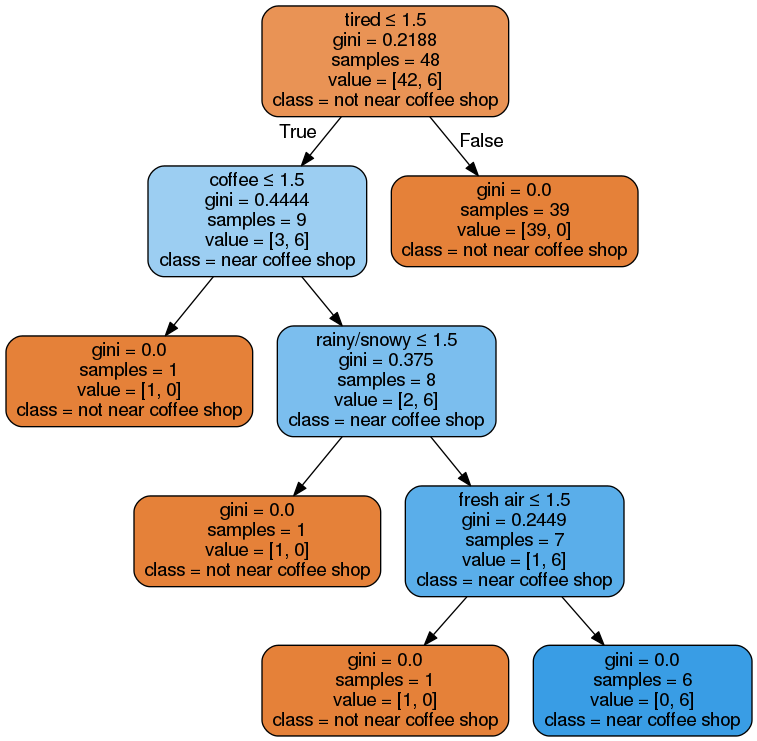 tired ≤ 1.5
gini = 0.2188
samples = 48
value = [42, 6]
class = not near coffee shop
True
False
coffee ≤ 1.5
gini = 0.4444
samples = 9
value = [3, 6]
class = near coffee shop
gini = 0.0
samples = 39
value = [39, 0]
class = not near coffee shop
gini = 0.0
samples = 1
value = [1, 0]
class = not near coffee shop
rainy/snowy ≤ 1.5
gini = 0.375
samples = 8
value = [2, 6]
class = near coffee shop
gini = 0.0
samples = 1
value = [1, 0]
class = not near coffee shop
fresh air ≤ 1.5
gini = 0.2449
samples = 7
value = [1, 6]
class = near coffee shop
gini = 0.0
samples = 1
value = [1, 0]
class = not near coffee shop
gini = 0.0
samples = 6
value = [0, 6]
class = near coffee shop